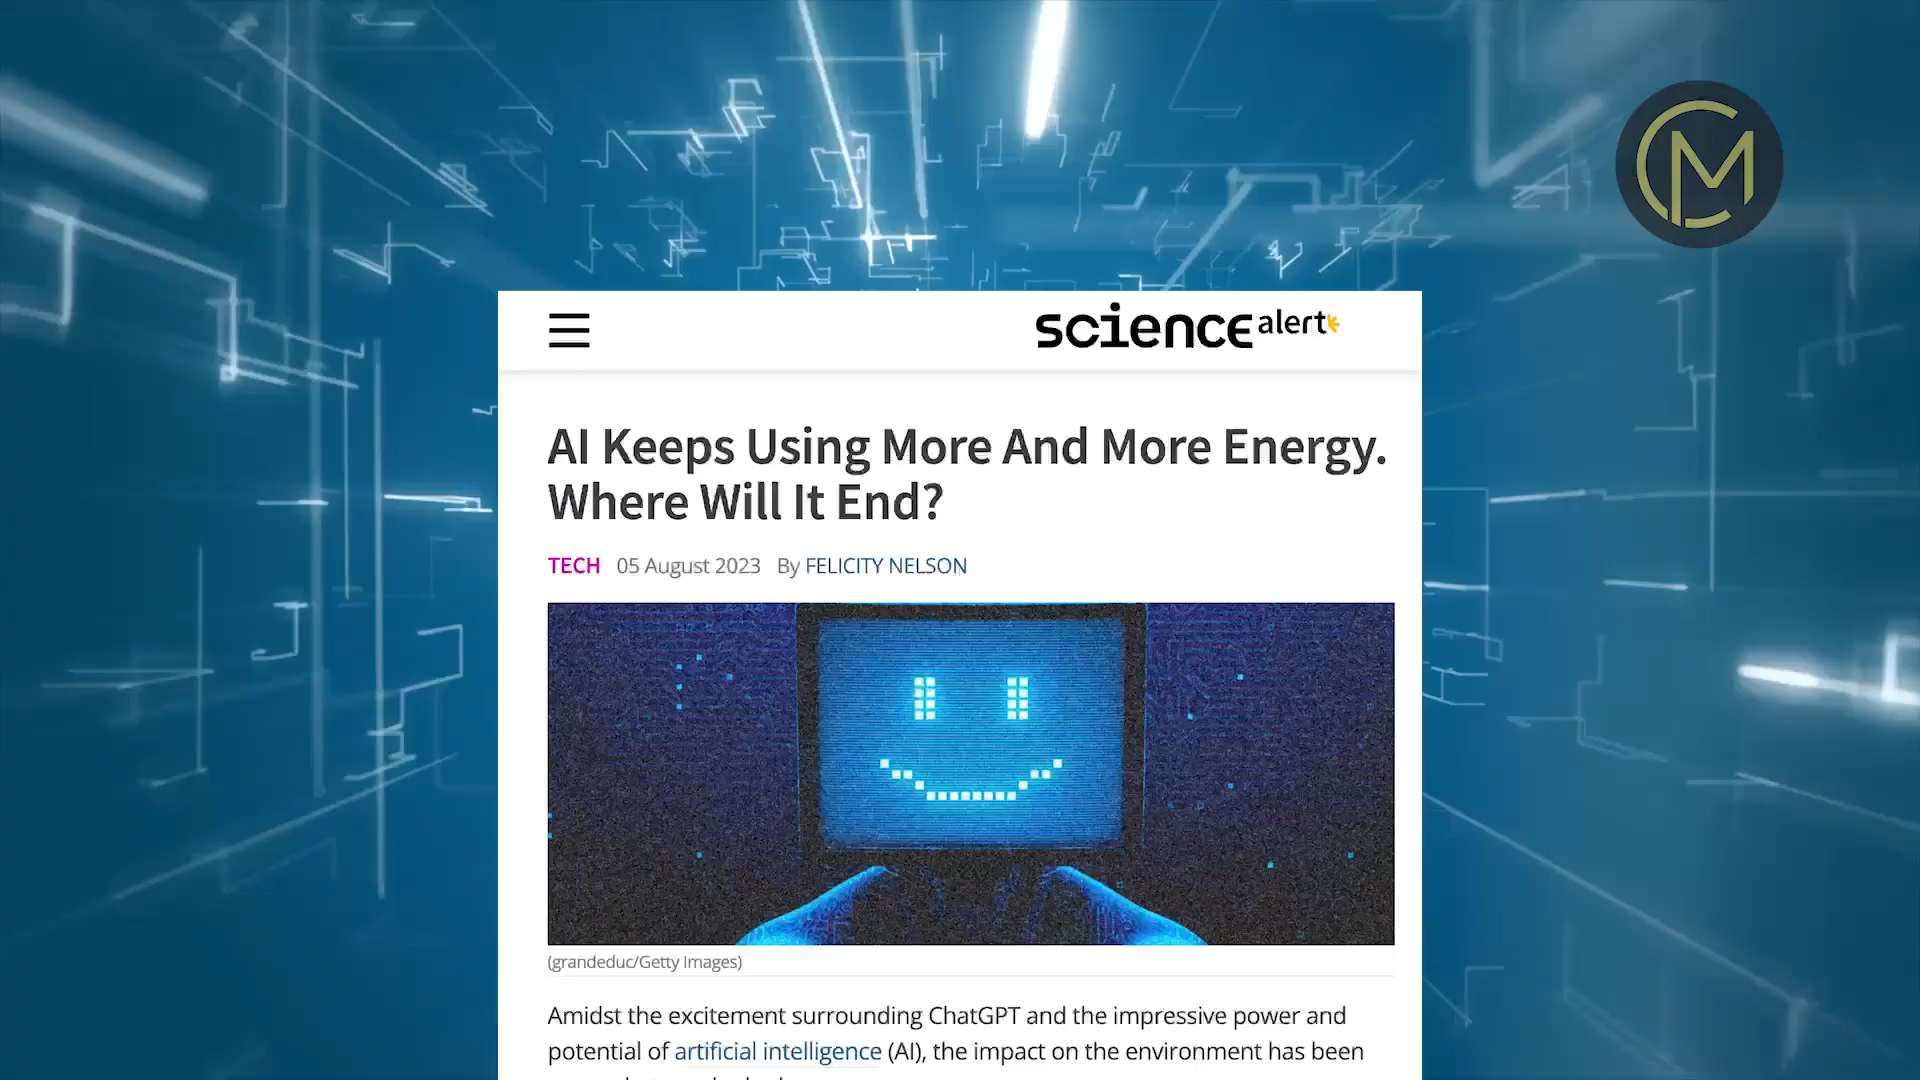 CM
science alert
AI Keeps Using More And More Energy.
Where Will It End?
TECH 05 August 2023 By FELICITY NELSON
(grandeduc/Getty Images)
Amidst the excitement surrounding ChatGPT and the impressive power and
potential of artificial intelligence (AI), the impact on the environment has been